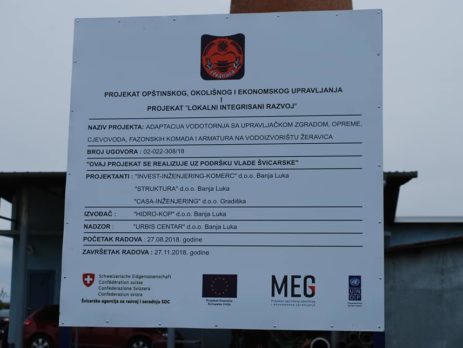 PROJEKAT OPŠTINSKOG, OKOLIŠNOG I EKONOMSKOG UPRAVLJANJA
I
PROJEKAT "LOKALNI INTEGRISANI RAZVOJ"
NAZIV PROJEKTA: ADAPTACIJA VODOTORNJA SA UPRAVLJAČKOM ZGRADOM, OPREME,
CJEVOVODA, FAZONSKIH KOMADA I ARMATURA NA VODOIZVORIŠTU ŽERAVICA
BROJ UGOVORA : 02-022-308/18
"OVAJ PROJEKAT SE REALIZUJE UZ PODRŠKU VLADE ŠVICARSKE"
PROJEKTANTI : "INVEST-INŽENJERING-KOMERC" d.o.o. Banja Luka
"STRUKTURA" d.o.o. Banja Luka
"CASA-INŽENJERING" d.o.o. Gradiška
IZVOĐAČ : "HIDRO-KOP" d.o.o. Banja Luka
NADZOR : "URBIS CENTAR" d.o.o. Banja Luka
POČETAK RADOVA : 27.08.2018. godine
ZAVRŠETAK RADOVA : 27.11.2018. godine
Schweizerische Eidgenossenschaft
Confédération suisse
Confederazione Svizzera
Confederaziun svizra
Švicarska agencija za razvoj i saradnju SDC
MEG